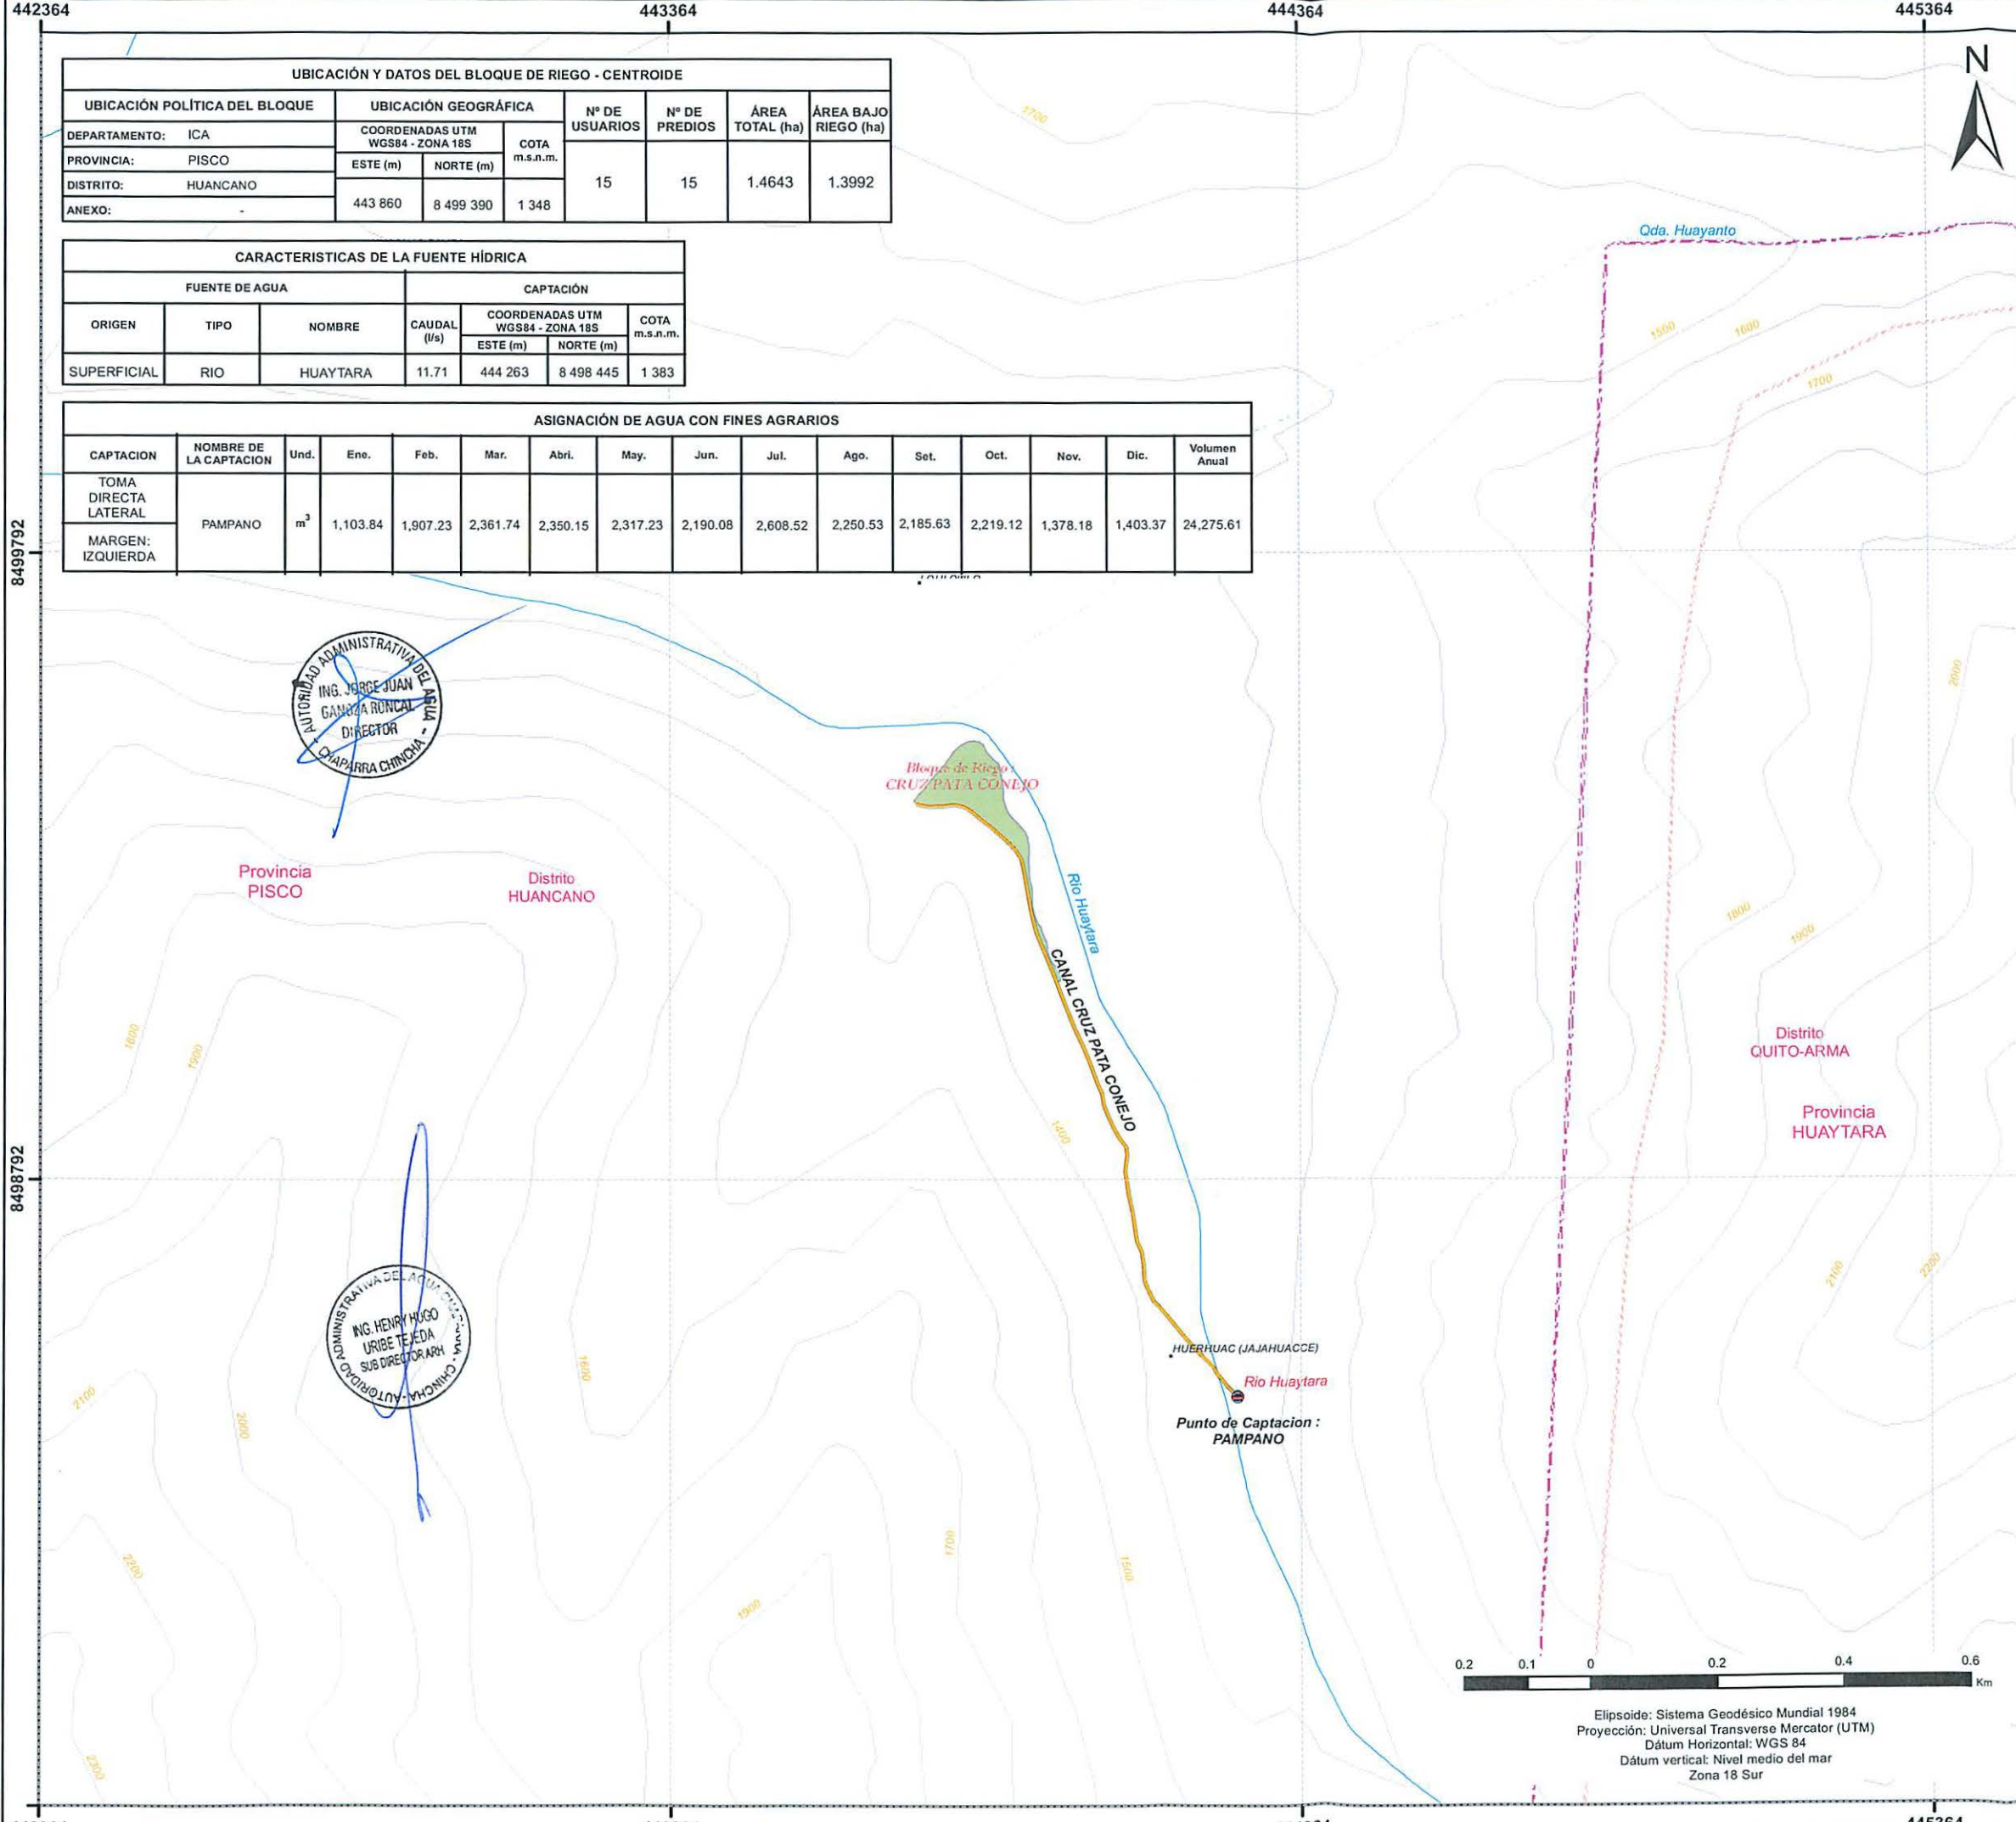 442364 443364 444364 445364
N
UBICACIÓN Y DATOS DEL BLOQUE DE RIEGO - CENTROIDE
UBICACIÓN POLÍTICA DEL BLOQUE
UBICACIÓN GEOGRÁFICA
Nº DE
USUARIOS
Nº DE
PREDIOS
ÁREA
TOTAL (ha)
ÁREA BAJO
RIEGO (ha)
DEPARTAMENTO: ICA
COORDENADAS UTM
WGS84 - ZONA 18S
COTA
m.s.n.m.
PROVINCIA: PISCO
ESTE (m) NORTE (m)
DISTRITO: HUANCANO
ANEXO: -
443 860 8 499 390 1 348 15 15 1.4643 1.3992
CARACTERISTICAS DE LA FUENTE HÍDRICA
FUENTE DE AGUA CAPTACIÓN
ORIGEN TIPO NOMBRE
CAUDAL
(l/s)
COORDENADAS UTM
WGS84 - ZONA 18S
COTA
m.s.n.m.
ESTE (m) NORTE (m)
SUPERFICIAL RIO HUAYTARA 11.71 444 263 8 498 445 1 383
ASIGNACIÓN DE AGUA CON FINES AGRARIOS
CAPTACION
NOMBRE DE
LA CAPTACION
Und. Ene. Feb. Mar. Abri. May. Jun. Jul. Ago. Set. Oct. Nov. Dic.
Volumen
Anual
TOMA
DIRECTA
LATERAL
MARGEN:
IZQUIERDA
PAMPANO m³ 1,103.84 1,907.23 2,361.74 2,350.15 2,317.23 2,190.08 2,608.52 2,250.53 2,185.63 2,219.12 1,378.18 1,403.37 24,275.61
1700
Qda. Huayanto
1500
1600
1700
8499792
AUTORIDAD ADMINISTRATIVA DEL AGUA - CHAPARRA CHINCHA -
ING. JORGE JUAN
GANOZA RONCAL
DIRECTOR
2000
Bloque de Riego:
CRUZ PATA CONEJO
Provincia
PISCO
Distrito
HUANCANO
Rio Huaytara
1800
1900
CANAL CRUZ PATA CONEJO
1800
1900
Distrito
QUITO-ARMA
Provincia
HUAYTARA
1400
8498792
2100
2200
AUTORIDAD ADMINISTRATIVA DEL AGUA CHAPARRA - CHINCHA -
ING. HENRY HUGO
URIBE TEJEDA
SUB DIRECTOR ARH
HUERHUAC (JAJAHUACCE)
Rio Huaytara
Punto de Captacion :
PAMPANO
2100
2000
1600
1700
1500
2200
1900
2300
0.2 0.1 0 0.2 0.4 0.6
Km
Elipsoide: Sistema Geodésico Mundial 1984
Proyección: Universal Transverse Mercator (UTM)
Dátum Horizontal: WGS 84
Dátum vertical: Nivel medio del mar
Zona 18 Sur